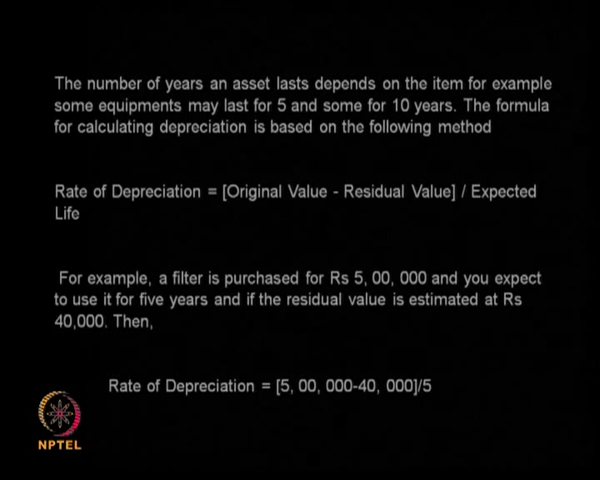 The number of years an asset lasts depends on the item for example
some equipments may last for 5 and some for 10 years. The formula
for calculating depreciation is based on the following method
Rate of Depreciation = [Original Value - Residual Value] / Expected
Life
For example, a filter is purchased for Rs 5, 00, 000 and you expect
to use it for five years and if the residual value is estimated at Rs
40,000. Then,
Rate of Depreciation = [5, 00, 000-40, 000]/5
NPTEL